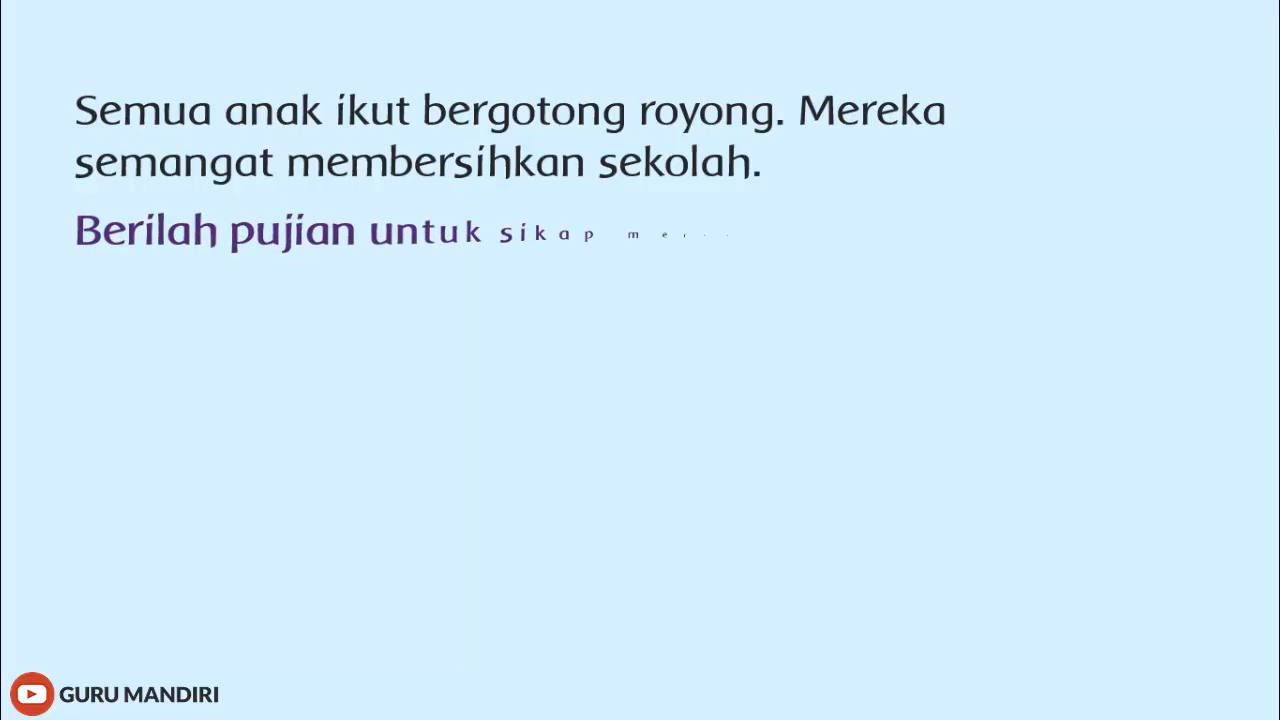 Semua anak ikut bergotong royong. Mereka
semangat membersihkan sekolah.
Berilah pujian untuk sikap
GURU MANDIRI